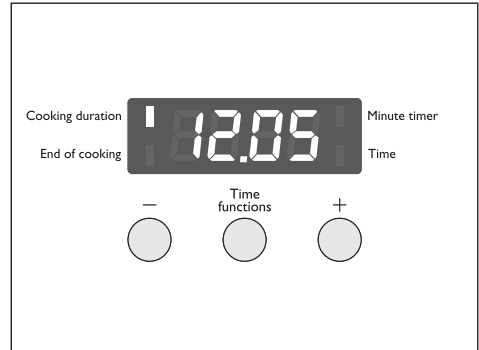 Cooking duration
12.05
Minute timer
End of cooking
Time
Time
functions
−
+